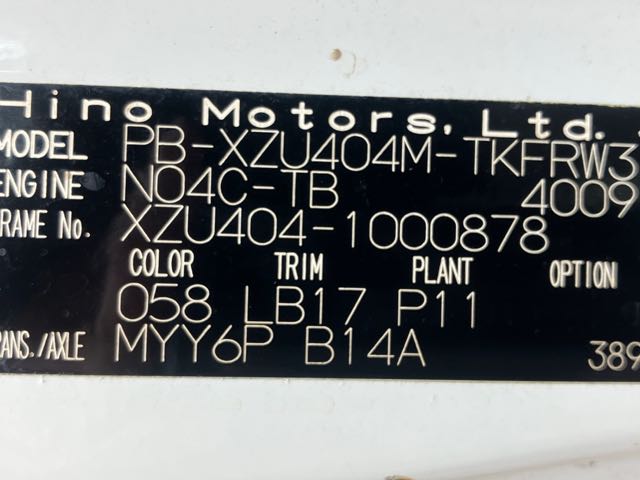 Hino Motors, Ltd.
MODEL PB-XZU404M-TKFRW3
ENGINE N04C-TB 4009
RAME No. XZU404-1000878
COLOR TRIM PLANT OPTION
058 LB17 P11
ANS./AXLE MYY6P B14A 389